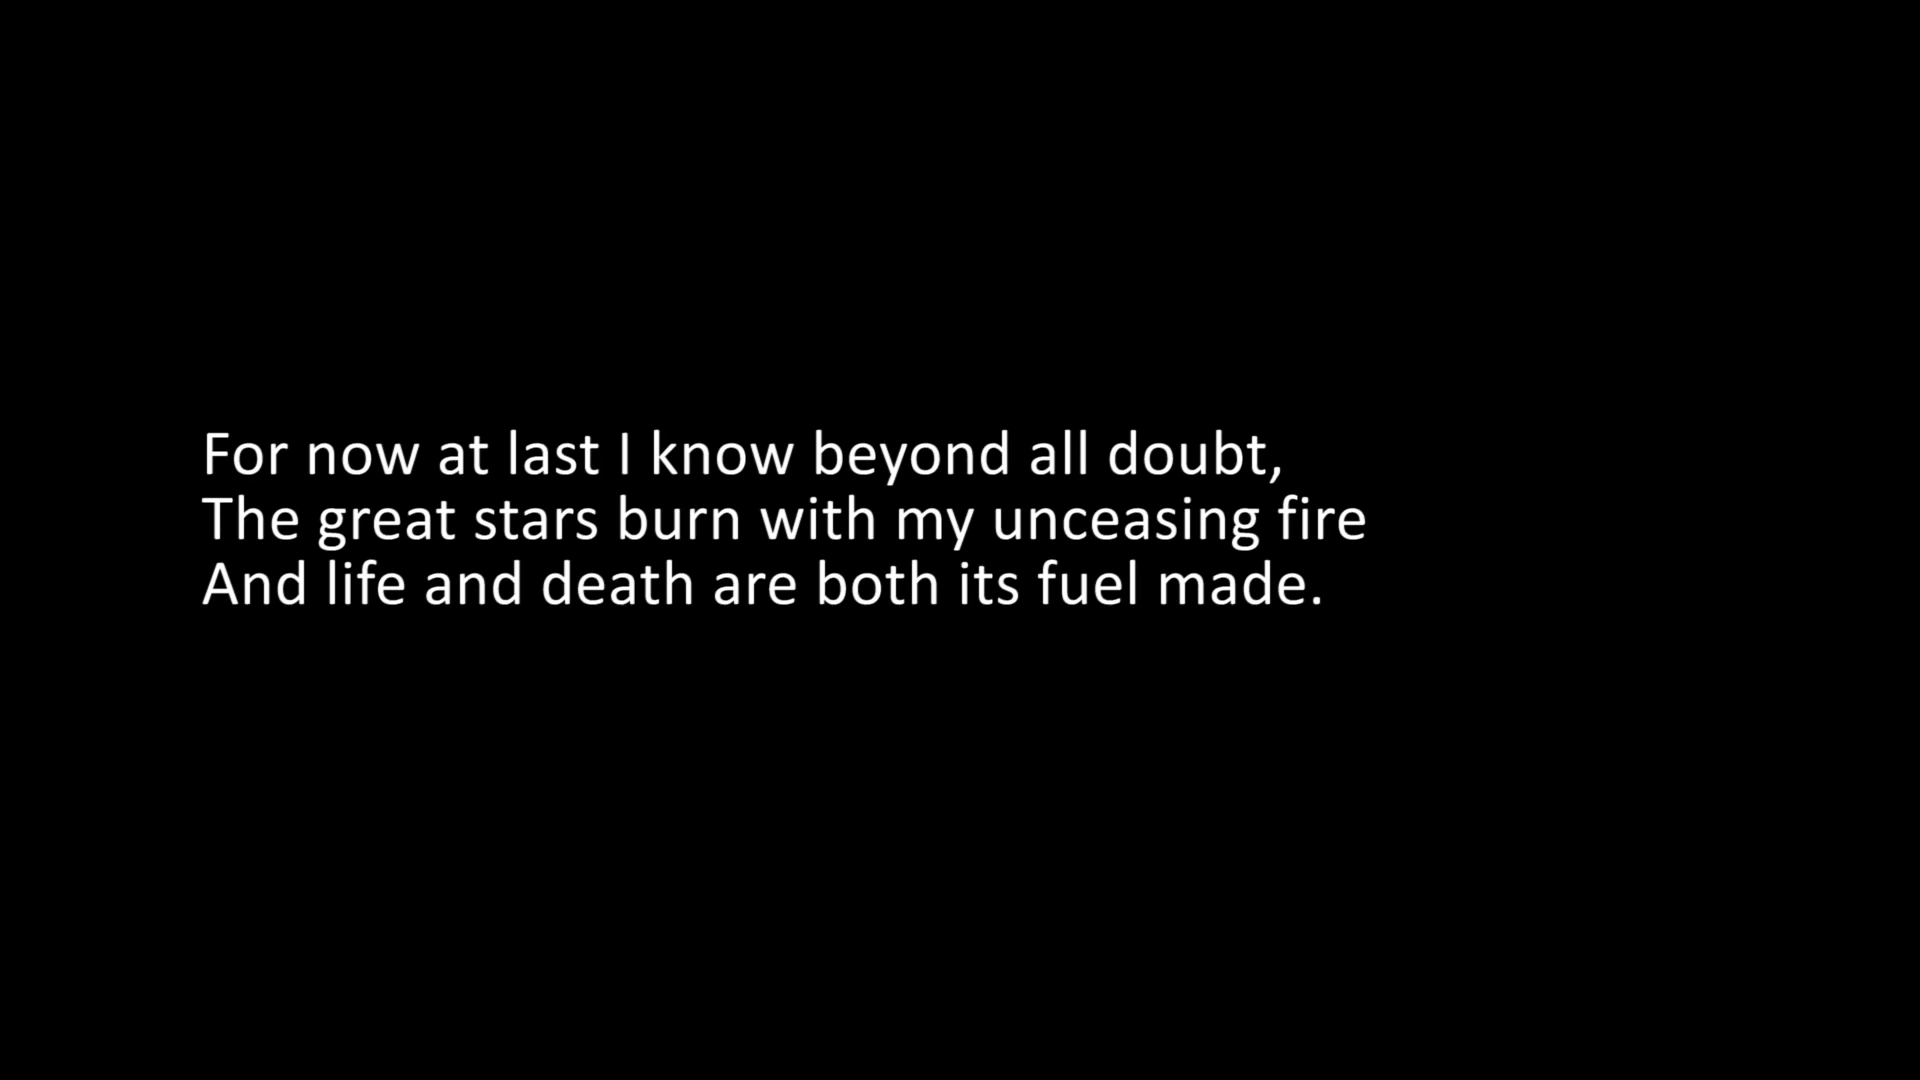 For now at last I know beyond all doubt,
The great stars burn with my unceasing fire
And life and death are both its fuel made.